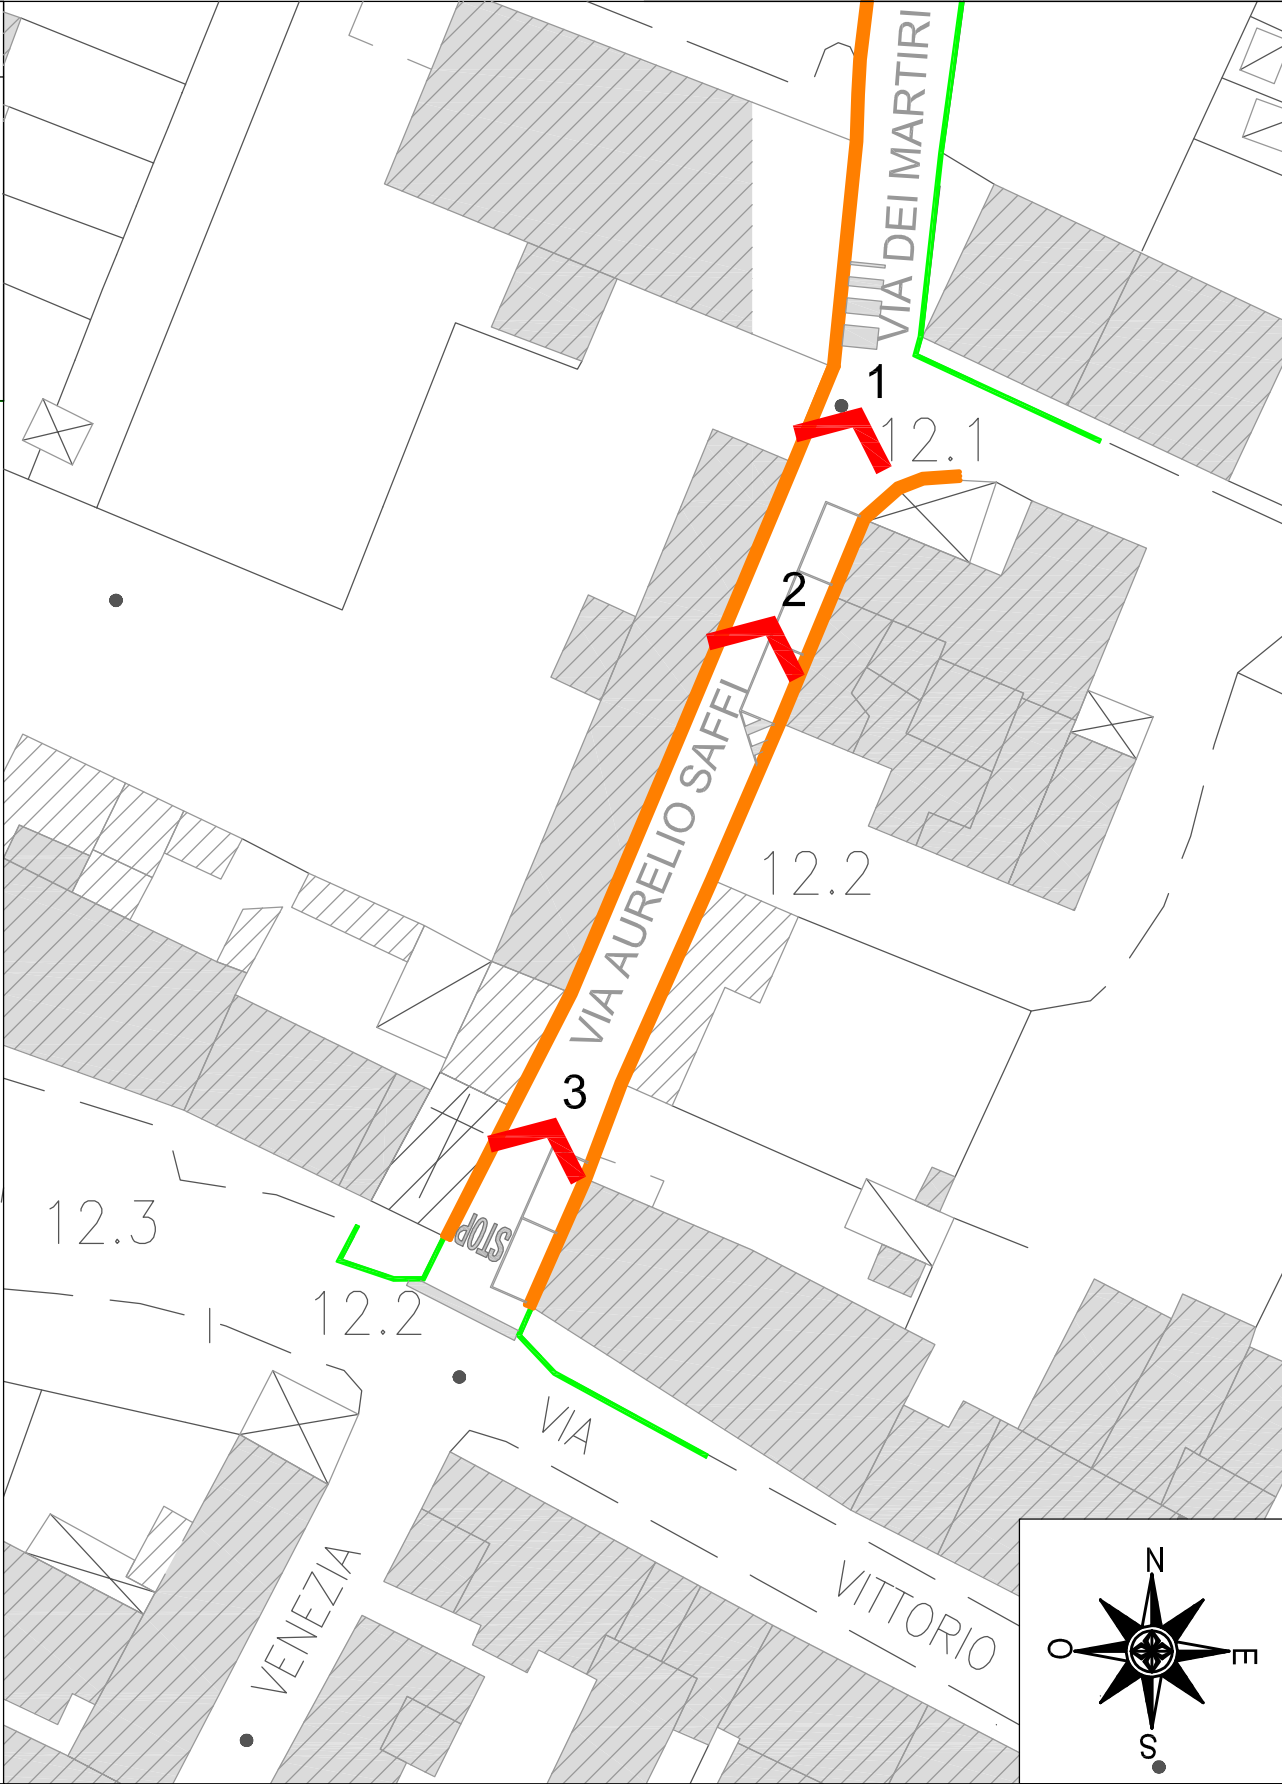 VIA DEI MARTIRI
1
12.1
2
VIA AURELIO SAFFI
12.2
3
12.3
STOP
12.2
VIA
VITTORIO
VENEZIA
N
O
E
S